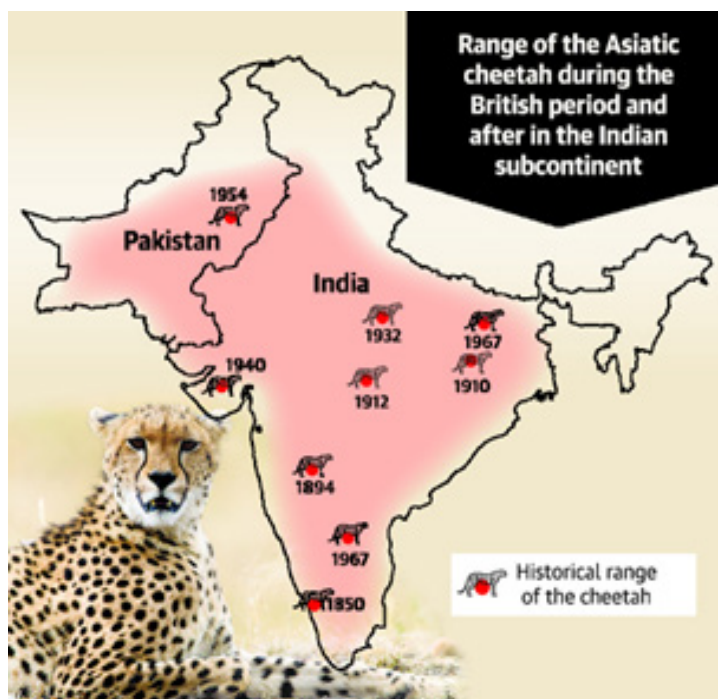 Range of the Asiatic
cheetah during the
British period and
after in the Indian
subcontinent
1954
Pakistan
India
1932
1967
1940
1910
1912
1894
1967
1850
Historical range
of the cheetah